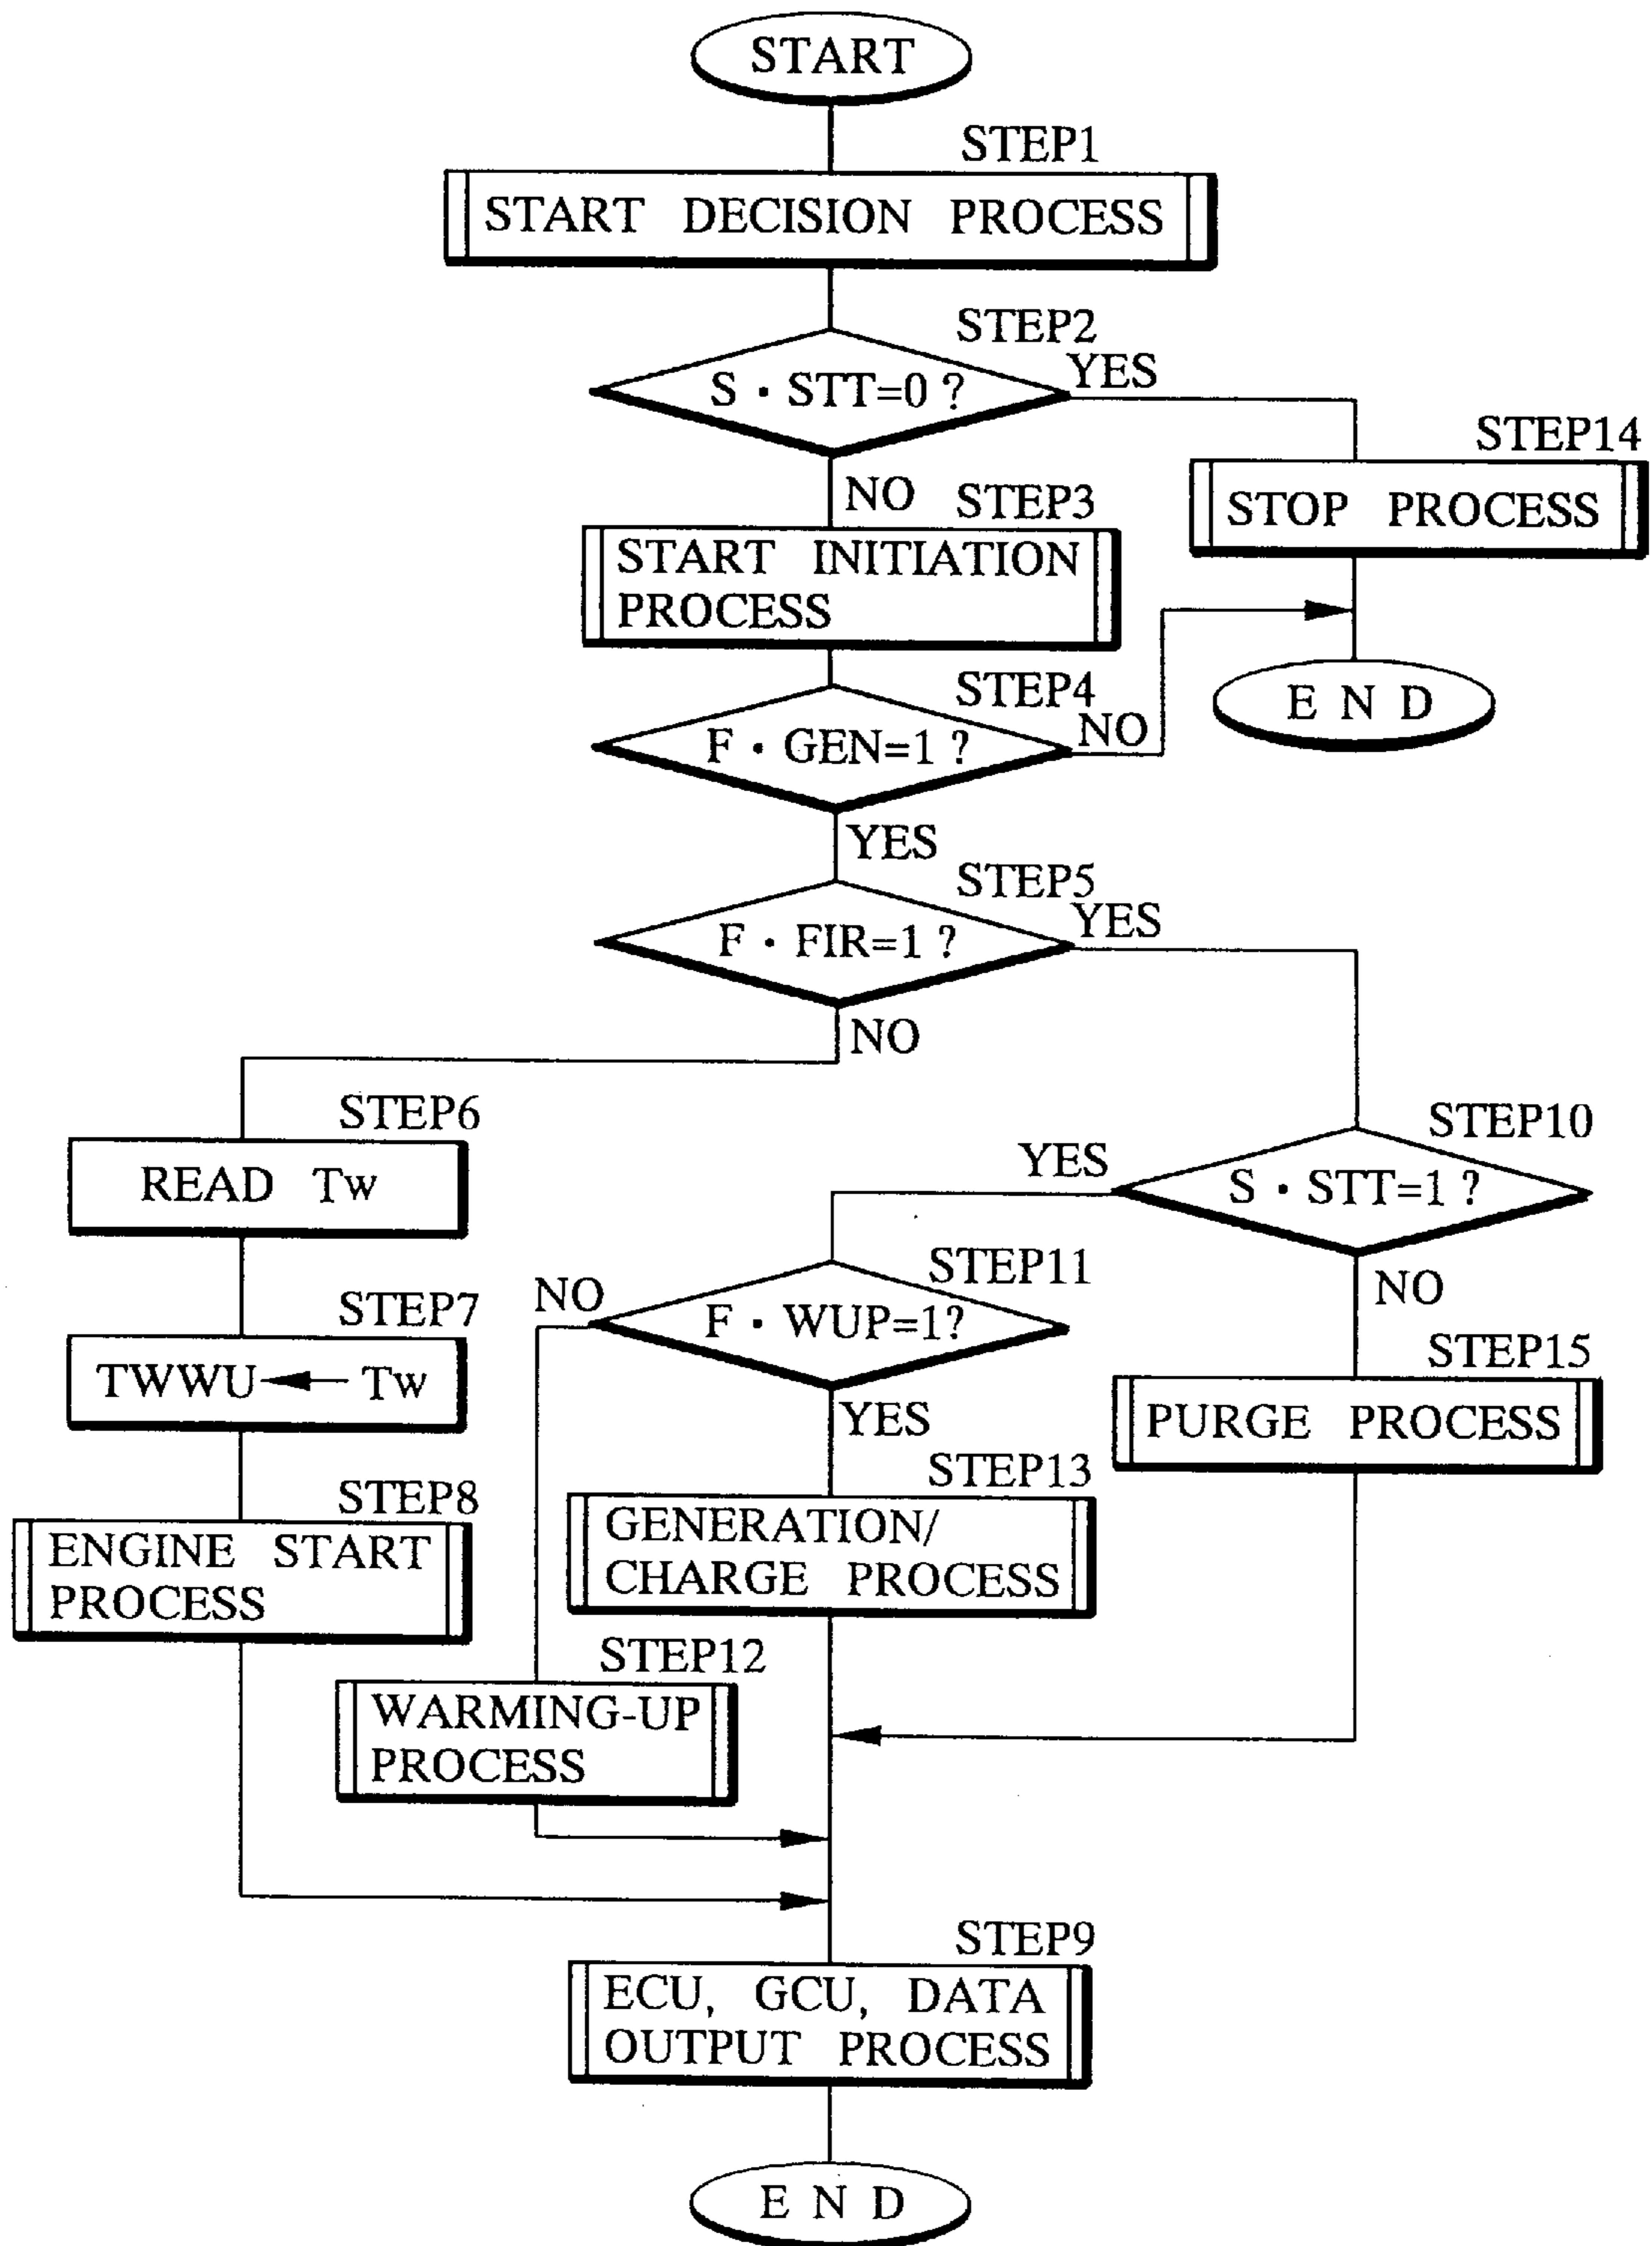 START
STEP1
START DECISION PROCESS
STEP2
S · STT=0 ?
YES
STEP14
STOP PROCESS
NO
STEP3
START INITIATION
PROCESS
STEP4
F · GEN=1 ?
NO
E N D
YES
STEP5
F · FIR=1 ?
YES
NO
STEP6
READ Tw
STEP7
TWWU ← Tw
STEP8
ENGINE START
PROCESS
STEP10
S · STT=1 ?
YES
NO
STEP11
F · WUP=1?
NO
YES
STEP15
PURGE PROCESS
STEP13
GENERATION/
CHARGE PROCESS
STEP12
WARMING-UP
PROCESS
STEP9
ECU, GCU, DATA
OUTPUT PROCESS
E N D